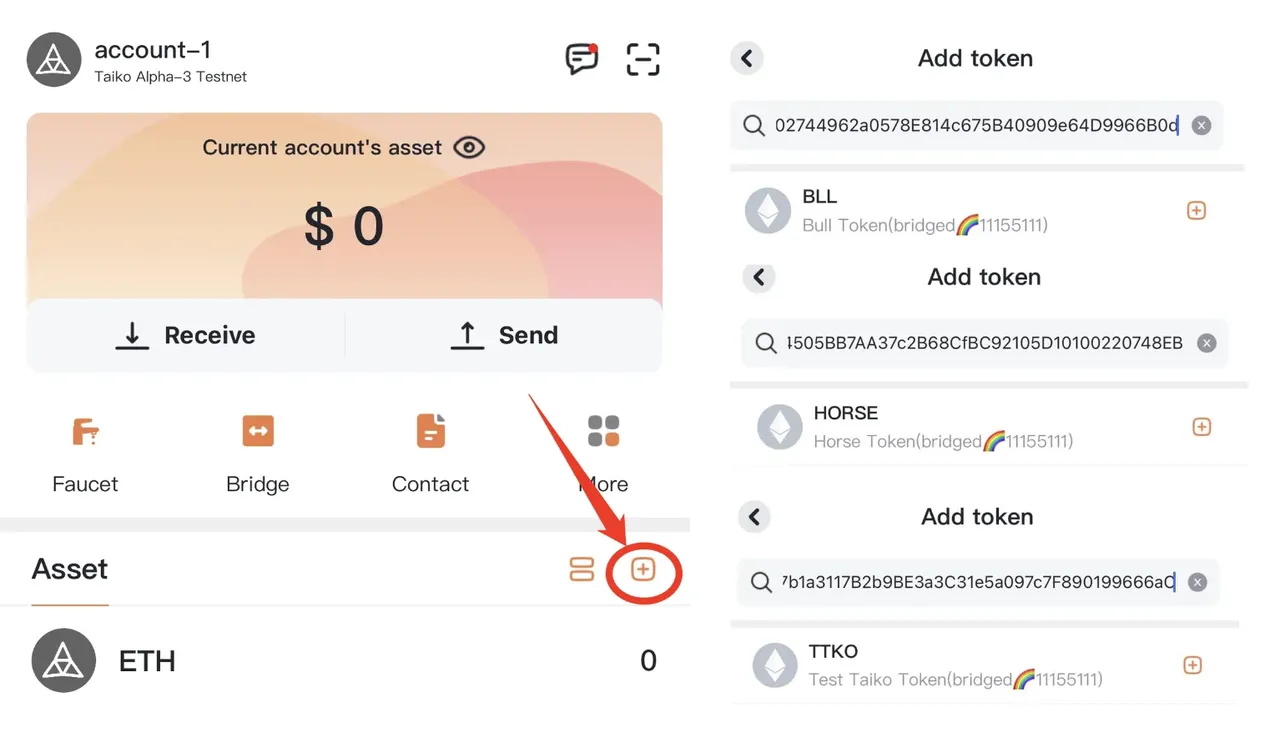 account-1
Taiko Alpha-3 Testnet
Current account's asset
$ 0
Receive
Send
Faucet
Bridge
Contact
More
Asset
ETH
0
Add token
02744962a0578E814c675B40909e64D9966B0d
BLL
Bull Token(bridged🌈11155111)
Add token
4505BB7AA37c2B68CfBC92105D10100220748EB
HORSE
Horse Token(bridged🌈11155111)
Add token
7b1a3117B2b9BE3a3C31e5a097c7F890199666aC
TTKO
Test Taiko Token(bridged🌈11155111)